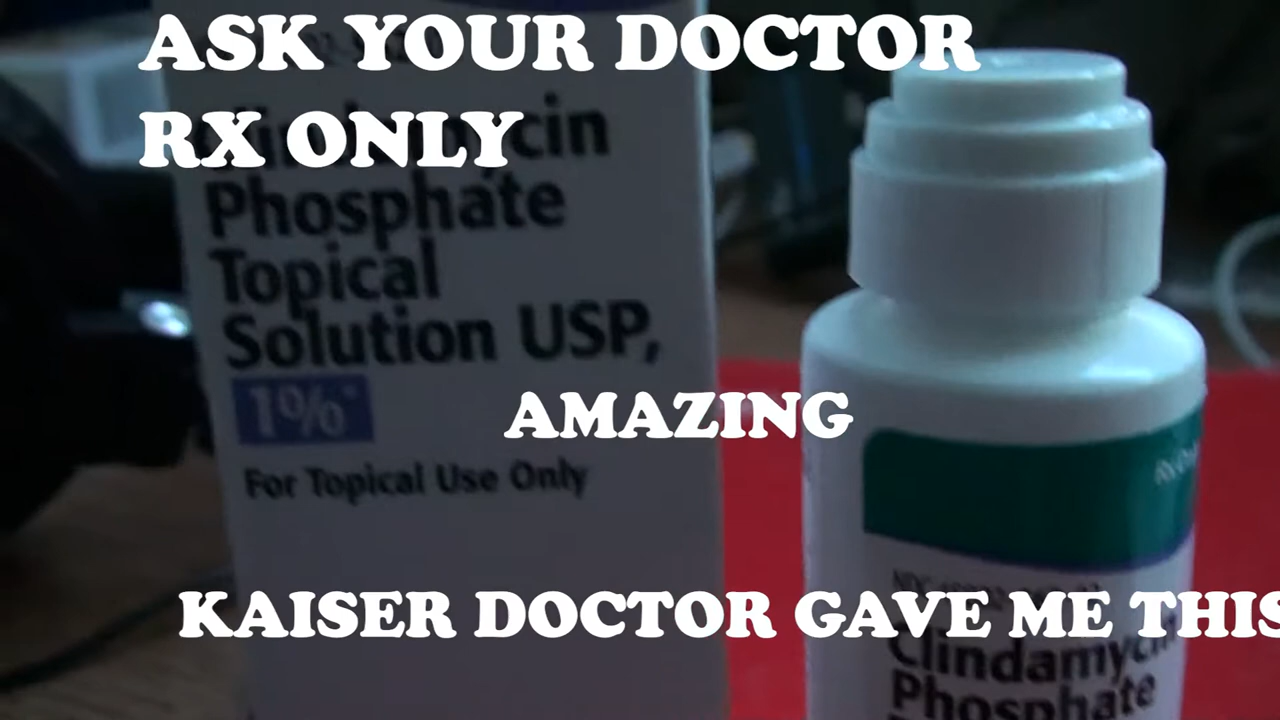 ASK YOUR DOCTOR
RX ONLY
Phosphate
Topical
Solution USP,
1%*
For Topical Use Only
AMAZING
KAISER DOCTOR GAVE ME THIS
Clindamycin
Phosphate